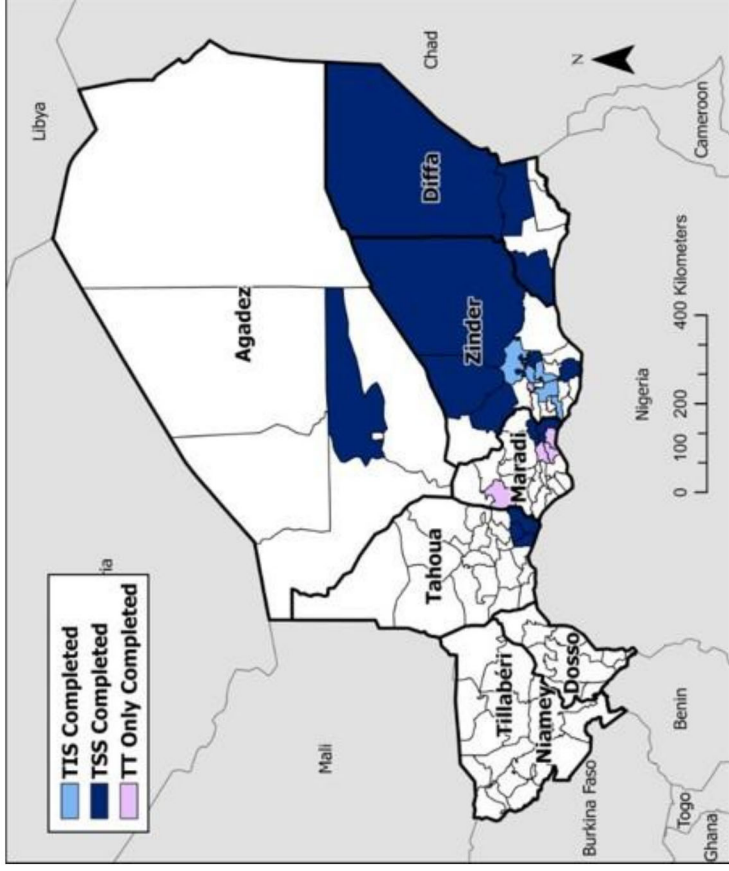 TIS Completed
TSS Completed
TT Only Completed
ria
Libya
Chad
Mali
Agadez
Diffa
Zinder
Tahoua
Maradi
Tillabéri
Niamey
Dosso
Burkina Faso
Benin
Togo
Ghana
Nigeria
Cameroon
N
0 100 200 400 Kilometers